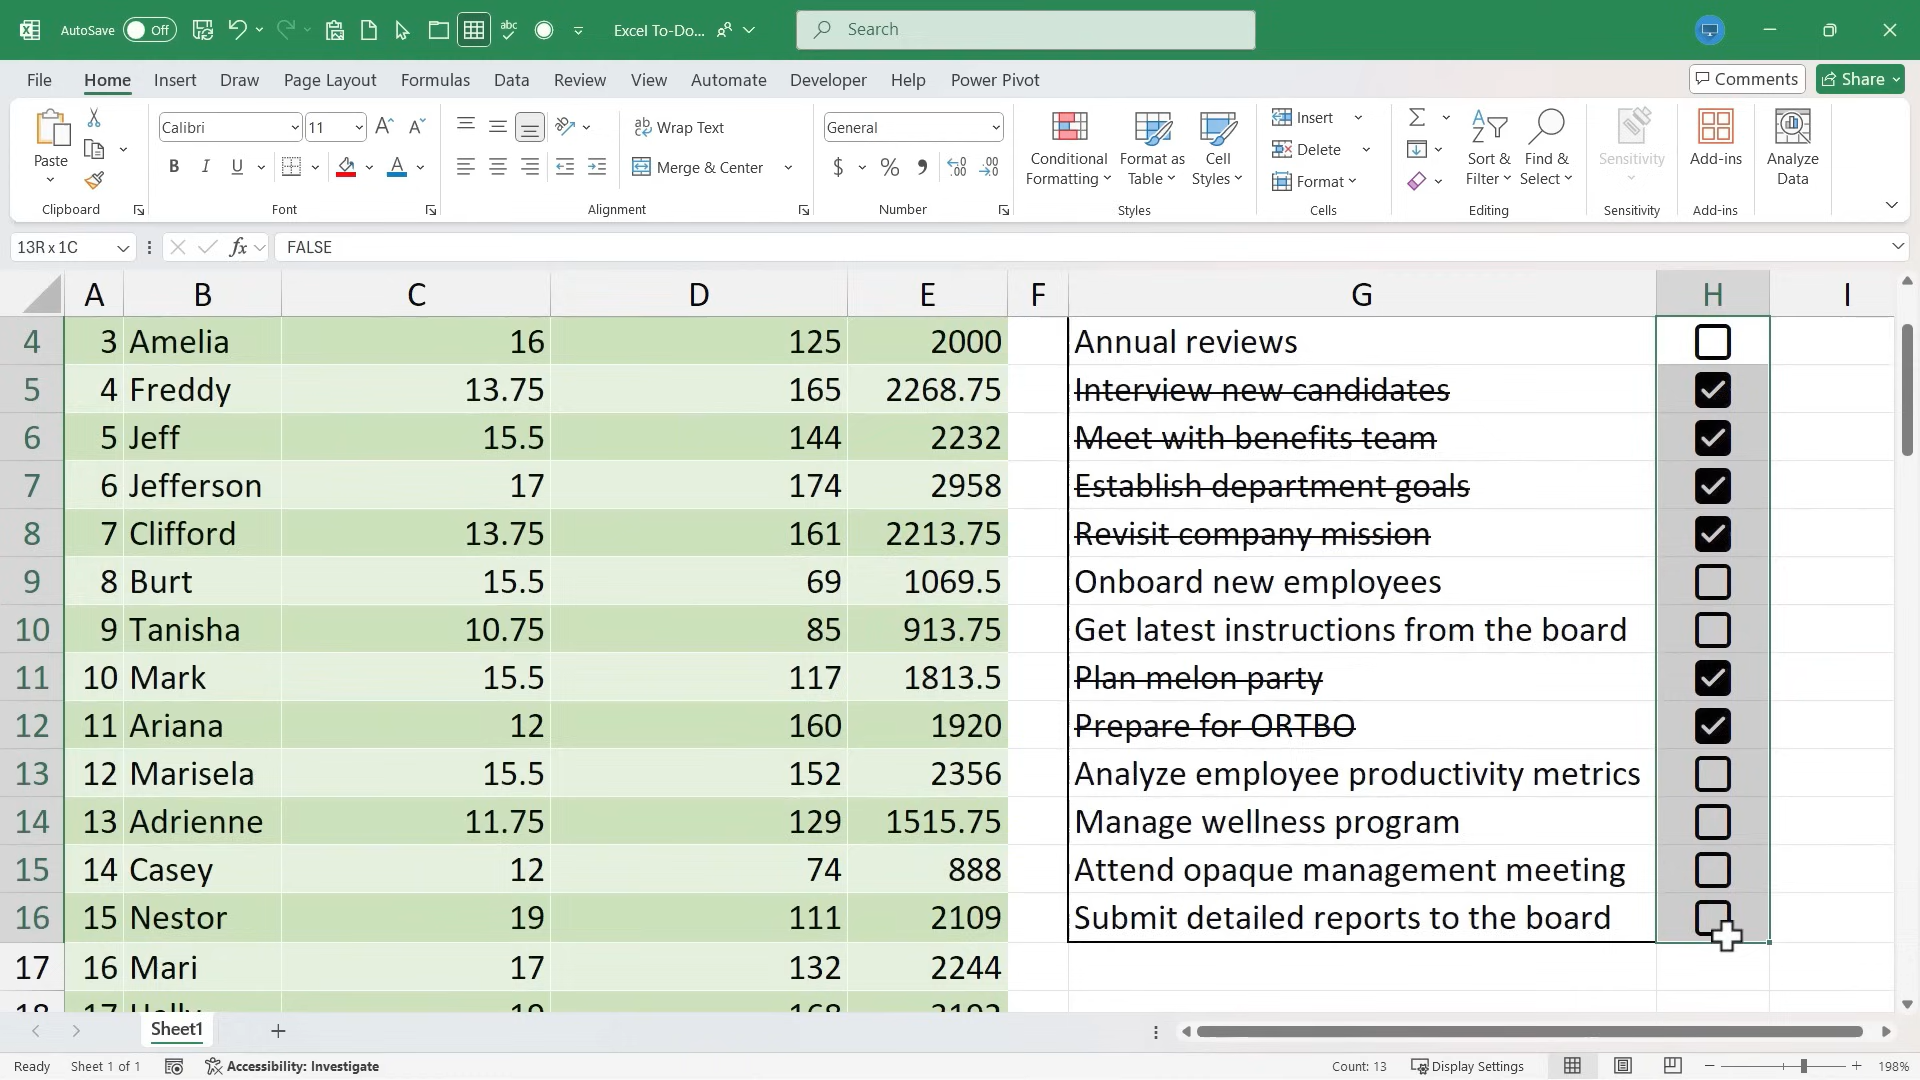 AutoSave Off abc Excel To-Do... Search
File Home Insert Draw Page Layout Formulas Data Review View Automate Developer Help Power Pivot Comments Share
Calibri 11 A A ab Wrap Text General Insert
Paste B I U A Merge & Center $ % Conditional Formatting Format as Table Cell Styles Delete Sort & Filter Find & Select Sensitivity Add-ins Analyze Data
Format
Clipboard Font Alignment Number Styles Cells Editing Sensitivity Add-ins
13R x 1C fx FALSE
A B C D E F G H I
4 3 Amelia 16 125 2000 Annual reviews
5 4 Freddy 13.75 165 2268.75 Interview new candidates
6 5 Jeff 15.5 144 2232 Meet with benefits team
7 6 Jefferson 17 174 2958 Establish department goals
8 7 Clifford 13.75 161 2213.75 Revisit company mission
9 8 Burt 15.5 69 1069.5 Onboard new employees
10 9 Tanisha 10.75 85 913.75 Get latest instructions from the board
11 10 Mark 15.5 117 1813.5 Plan melon party
12 11 Ariana 12 160 1920 Prepare for ORTBO
13 12 Marisela 15.5 152 2356 Analyze employee productivity metrics
14 13 Adrienne 11.75 129 1515.75 Manage wellness program
15 14 Casey 12 74 888 Attend opaque management meeting
16 15 Nestor 19 111 2109 Submit detailed reports to the board
17 16 Mari 17 132 2244
18 17
Sheet1
Ready Sheet 1 of 1 Accessibility: Investigate Count: 13 Display Settings 198%